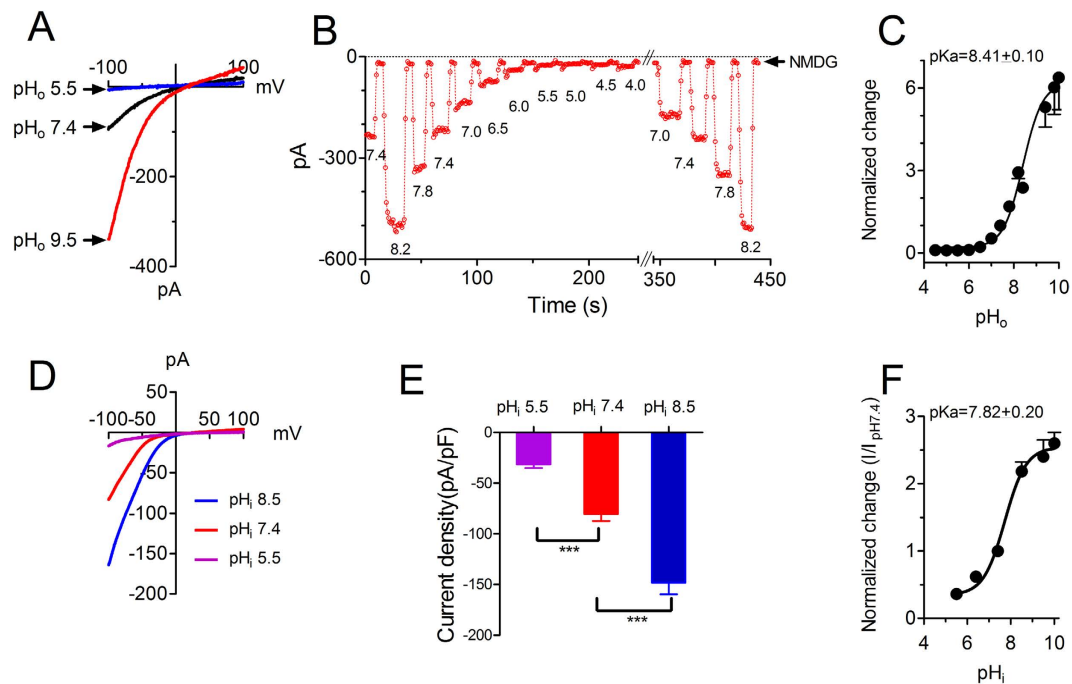 A
-100
100
mV
pHo 5.5
pHo 7.4
-200
pHo 9.5
-400
pA
B
0
NMDG
-300
-600
pA
7.4
8.2
7.8
7.4
7.0
6.5
6.0
5.5
5.0
4.5
4.0
7.0
7.4
7.8
8.2
0
100
200
350
450
Time (s)
C
pKa=8.41±0.10
Normalized change
6
3
0
4
6
8
10
pHo
D
pA
50
-100
-50
50
100
mV
-50
-100
-150
-200
pHi 8.5
pHi 7.4
pHi 5.5
E
pHi 5.5
pHi 7.4
pHi 8.5
Current density(pA/pF)
0
-50
-100
-150
-200
***
***
F
pKa=7.82+0.20
Normalized change (I/IpH7.4)
3
2
1
0
4
6
8
10
pHi